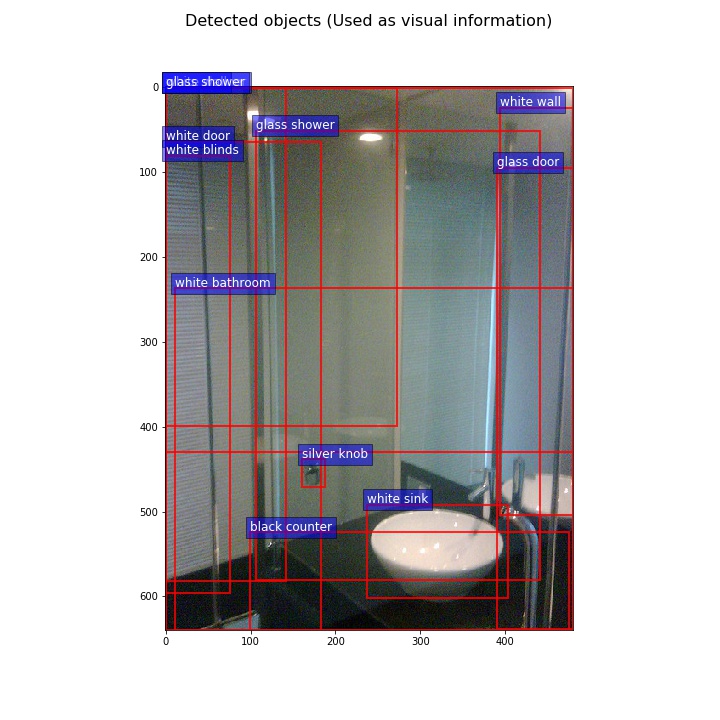 Detected objects (Used as visual information)
glass shower
white wall
glass shower
white door
white blinds
glass door
white bathroom
silver knob
white sink
black counter
0
100
200
300
400
500
600
0
100
200
300
400